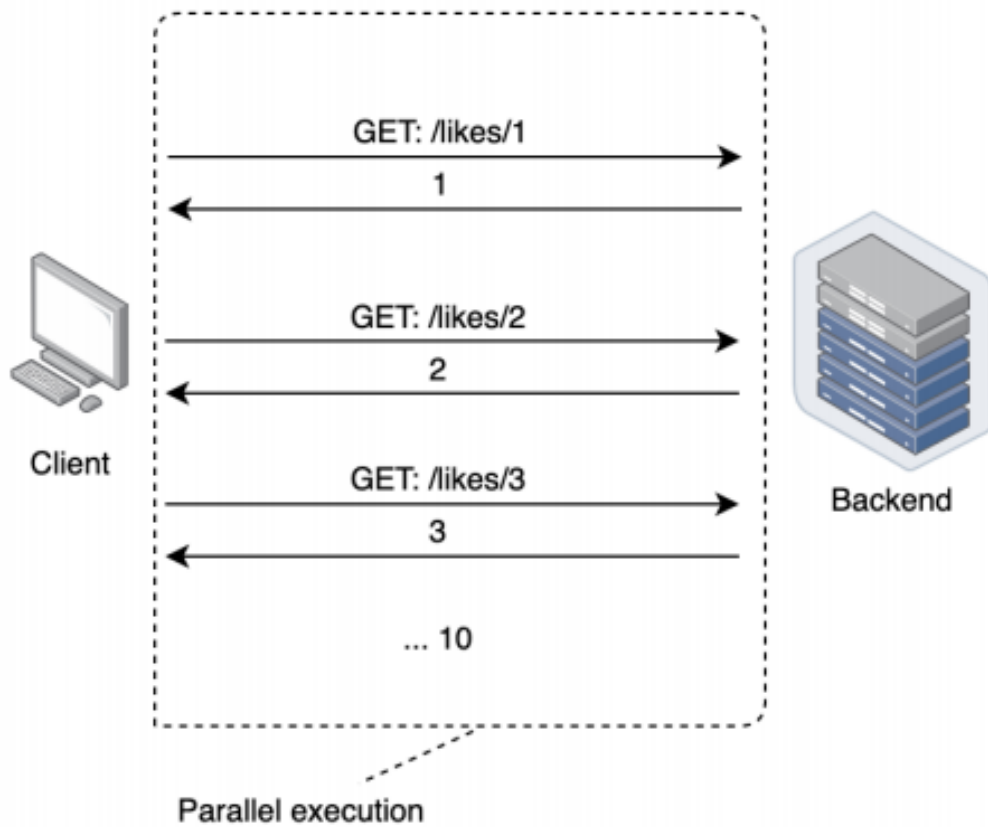 GET: /likes/1
1
GET: /likes/2
2
Client
GET: /likes/3
3
Backend
... 10
Parallel execution